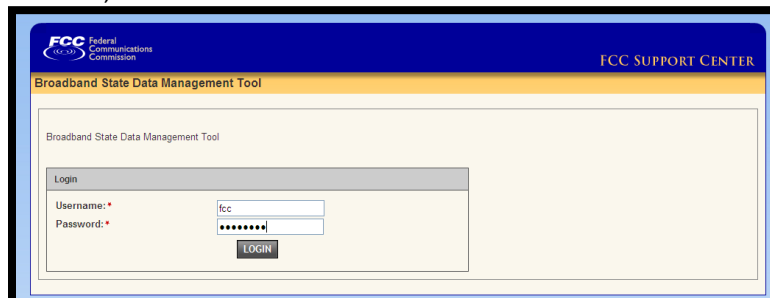 FCC Federal
Communications
Commission
FCC SUPPORT CENTER
Broadband State Data Management Tool
Broadband State Data Management Tool
Login
Username:* fcc
Password:* ••••••••
LOGIN